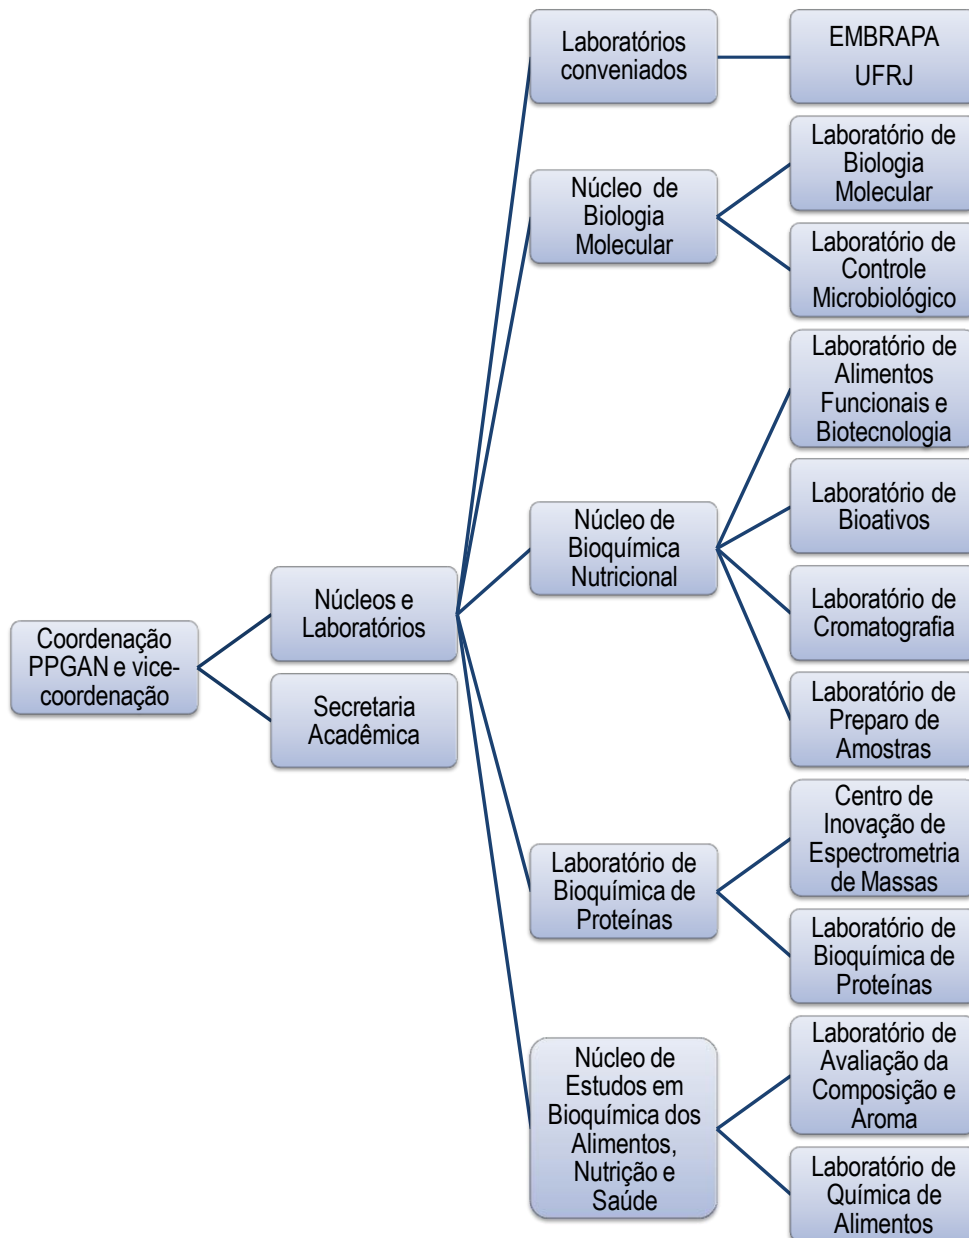 Coordenação
PPGAN e vice-
coordenação
Núcleos e
Laboratórios
Secretaria
Acadêmica
Laboratórios
conveniados
EMBRAPA
UFRJ
Núcleo de
Biologia
Molecular
Laboratório de
Biologia
Molecular
Laboratório de
Controle
Microbiológico
Núcleo de
Bioquímica
Nutricional
Laboratório de
Alimentos
Funcionais e
Biotecnologia
Laboratório de
Bioativos
Laboratório de
Cromatografia
Laboratório de
Preparo de
Amostras
Laboratório de
Bioquímica de
Proteínas
Centro de
Inovação de
Espectrometria
de Massas
Laboratório de
Bioquímica de
Proteínas
Núcleo de
Estudos em
Bioquímica dos
Alimentos,
Nutrição e
Saúde
Laboratório de
Avaliação da
Composição e
Aroma
Laboratório de
Química de
Alimentos